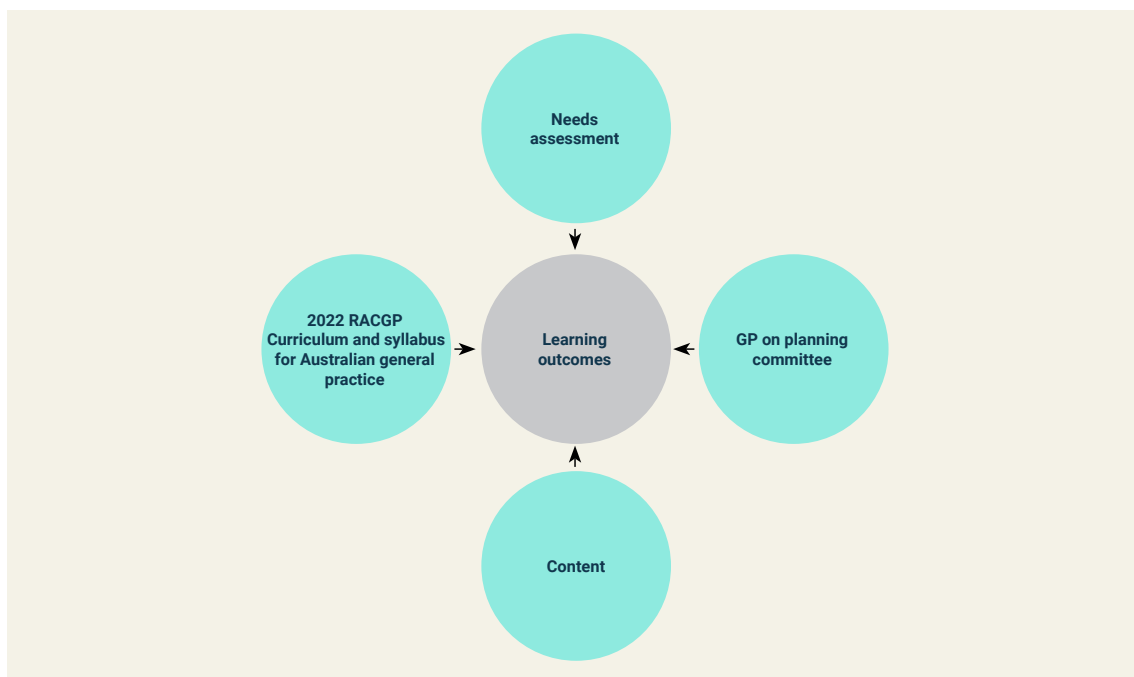 Needs
assessment
2022 RACGP
Curriculum and syllabus
for Australian general
practice
Learning
outcomes
GP on planning
committee
Content